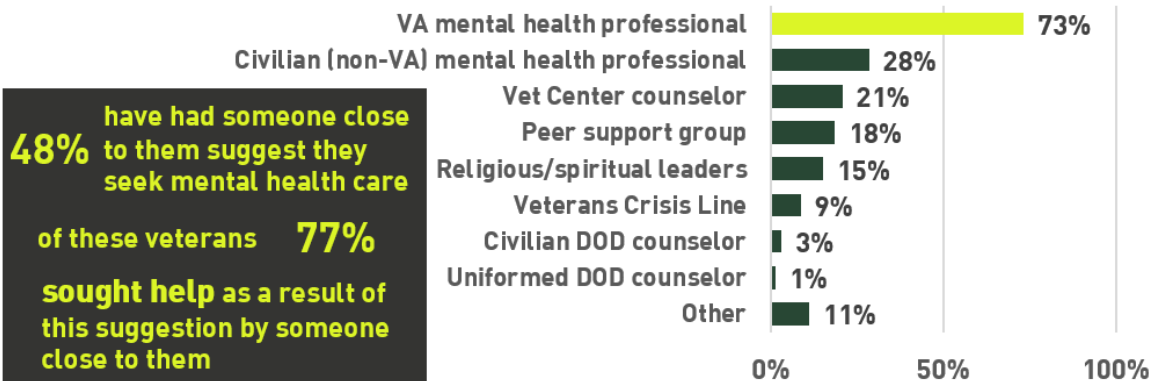 VA mental health professional 73%
Civilian (non-VA) mental health professional 28%
Vet Center counselor 21%
Peer support group 18%
Religious/spiritual leaders 15%
Veterans Crisis Line 9%
Civilian DOD counselor 3%
Uniformed DOD counselor 1%
Other 11%
0% 50% 100%
48% have had someone close
to them suggest they
seek mental health care
of these veterans 77%
sought help as a result of
this suggestion by someone
close to them